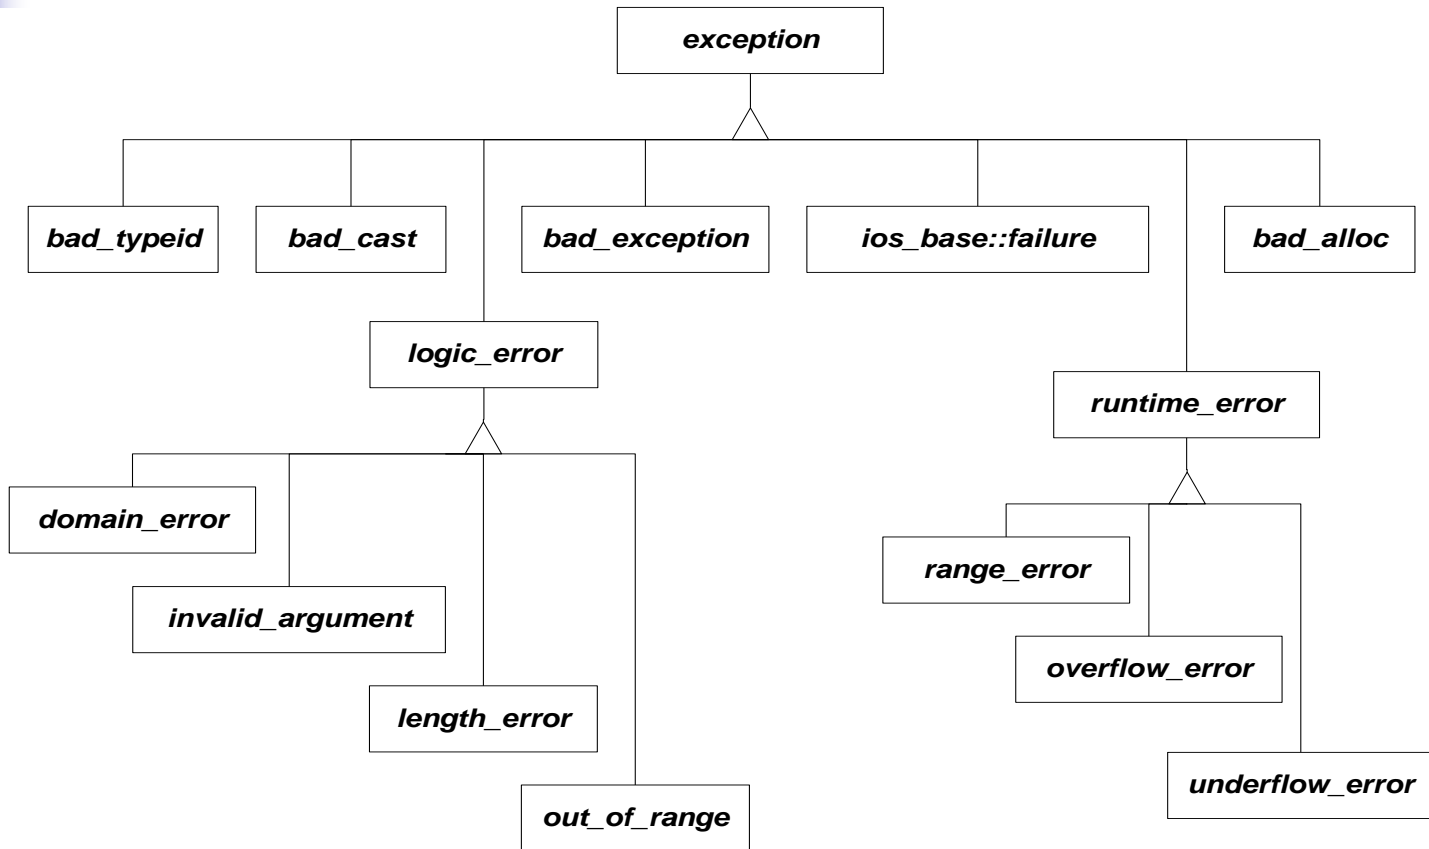 exception
bad_typeid
bad_cast
bad_exception
ios_base::failure
bad_alloc
logic_error
runtime_error
domain_error
range_error
invalid_argument
overflow_error
length_error
underflow_error
out_of_range